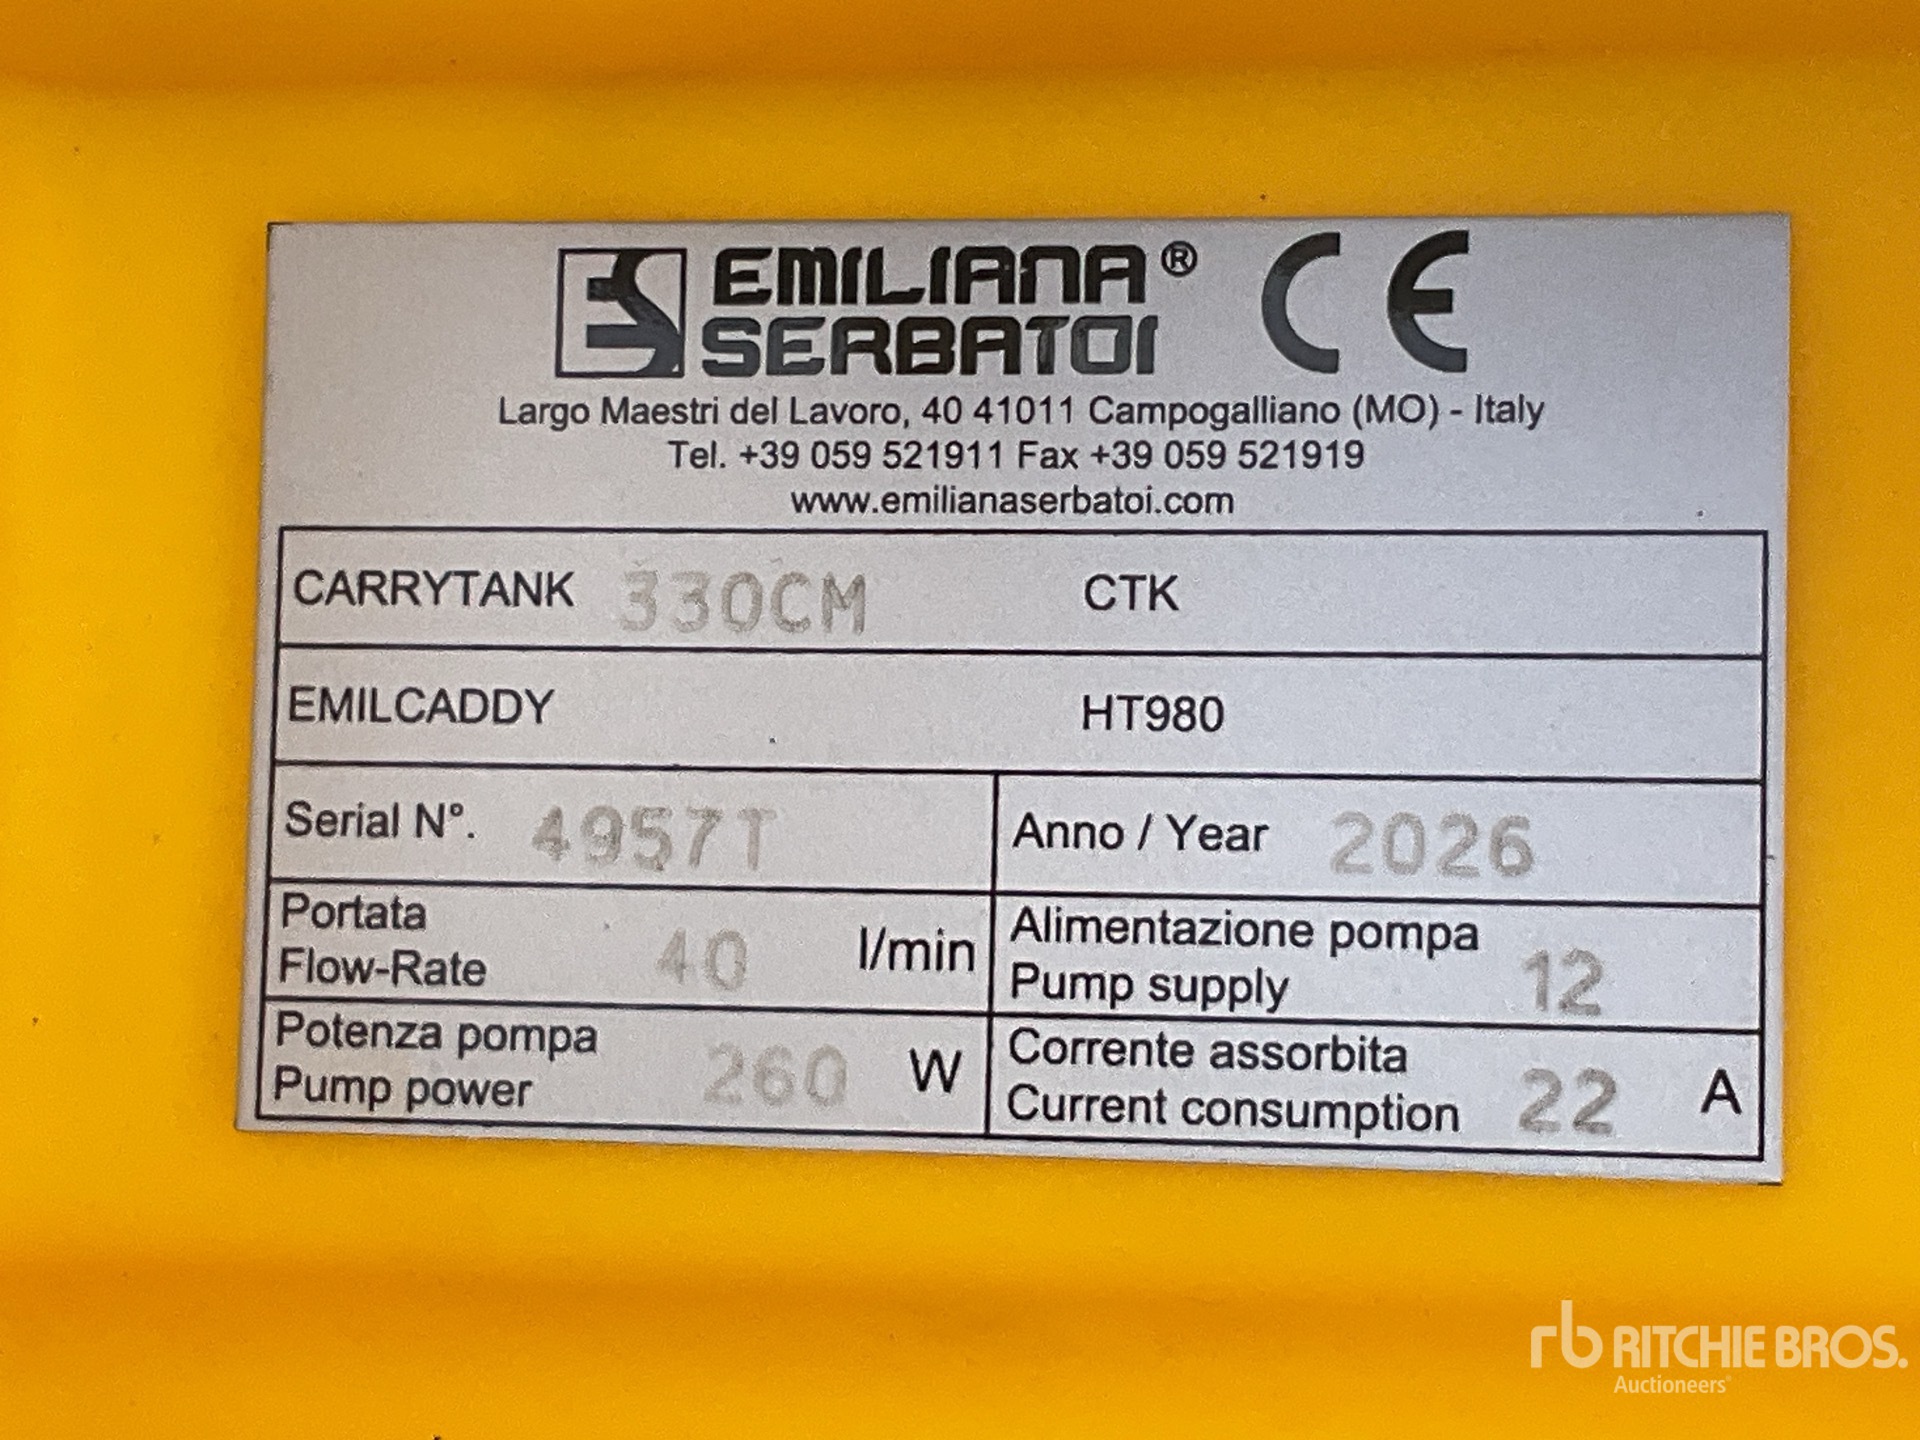 ES EMILIANA® CE
SERBATOI
Largo Maestri del Lavoro, 40 41011 Campogalliano (MO) - Italy
Tel. +39 059 521911 Fax +39 059 521919
www.emilianaserbatoi.com
CARRYTANK 330CM CTK
EMILCADDY HT980
Serial N°. 4957T Anno / Year 2026
Portata
Flow-Rate 40 l/min
Alimentazione pompa
Pump supply 12
Potenza pompa
Pump power 260 W
Corrente assorbita
Current consumption 22 A
rb RITCHIE BROS.
Auctioneers